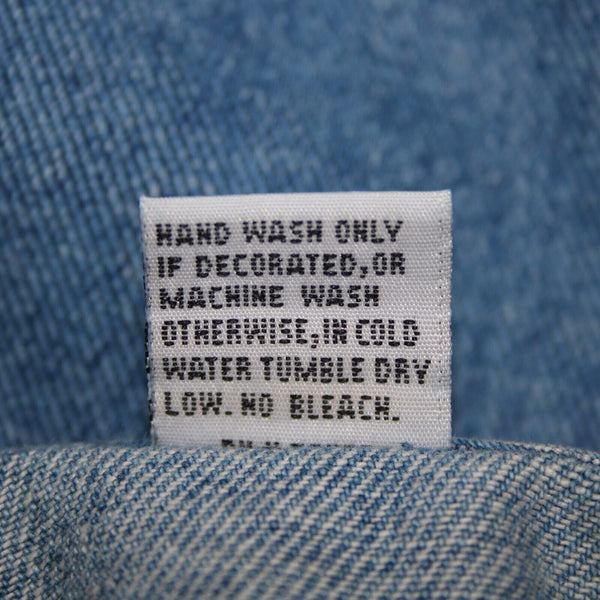 HAND WASH ONLY
IF DECORATED,OR
MACHINE WASH
OTHERWISE,IN COLD
WATER TUMBLE DRY
LOW. NO BLEACH.